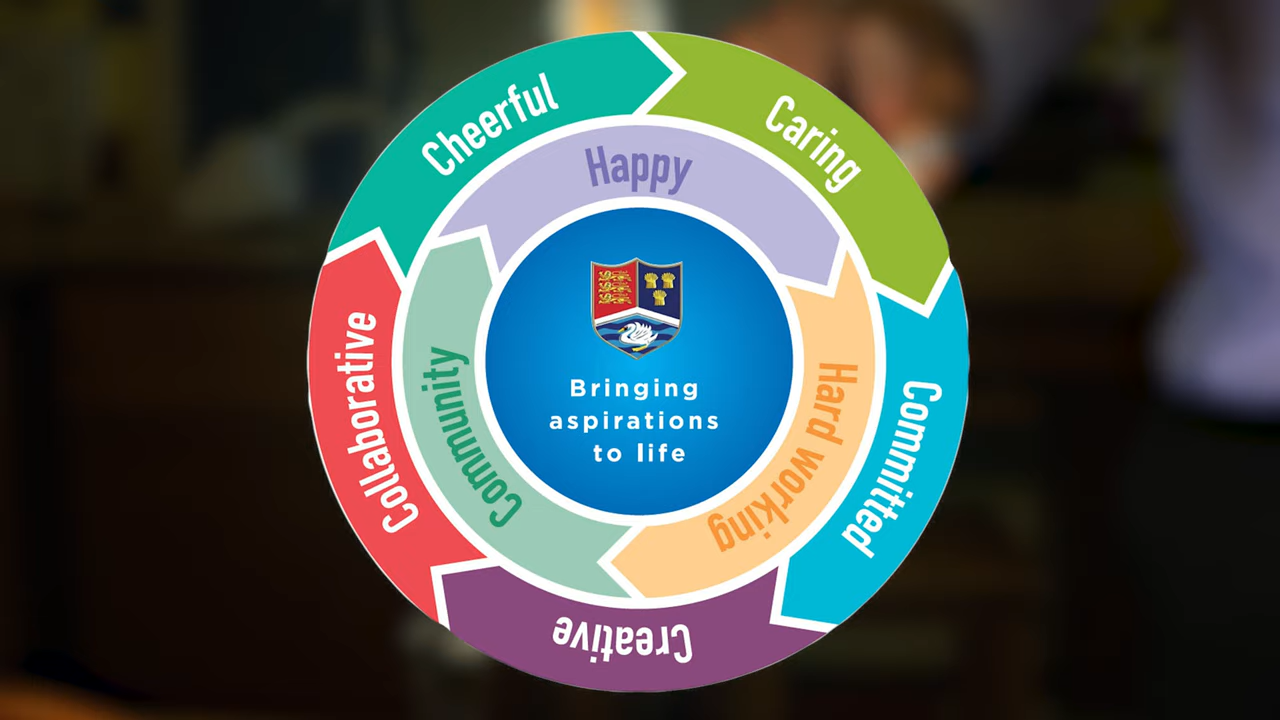 Cheerful
Caring
Committed
Creative
Collaborative
Happy
Hard working
Community
Bringing
aspirations
to life